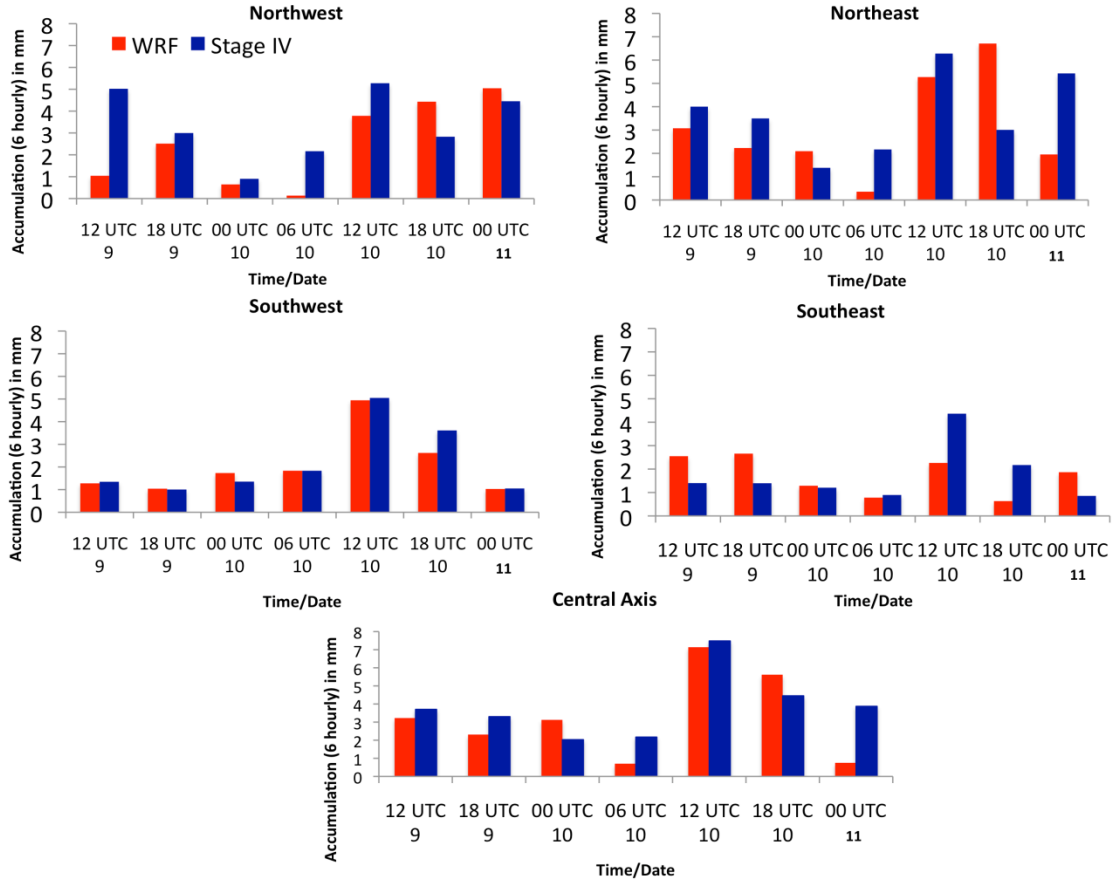 Northwest
WRF Stage IV
Accumulation (6 hourly) in mm
8
7
6
5
4
3
2
1
0
12 UTC 18 UTC 00 UTC 06 UTC 12 UTC 18 UTC 00 UTC
9 9 10 10 10 10 11
Time/Date
Northeast
Accumulation (6 hourly) in mm
8
7
6
5
4
3
2
1
0
12 UTC 18 UTC 00 UTC 06 UTC 12 UTC 18 UTC 00 UTC
9 9 10 10 10 10 11
Time/Date
Southwest
Accumulation (6 hourly) in mm
8
7
6
5
4
3
2
1
0
12 UTC 18 UTC 00 UTC 06 UTC 12 UTC 18 UTC 00 UTC
9 9 10 10 10 10 11
Time/Date
Southeast
Accumulation (6 hourly) in mm
8
7
6
5
4
3
2
1
0
12 UTC 18 UTC 00 UTC 06 UTC 12 UTC 18 UTC 00 UTC
9 9 10 10 10 10 11
Time/Date
Central Axis
Accumulation (6 hourly) in mm
8
7
6
5
4
3
2
1
0
12 UTC 18 UTC 00 UTC 06 UTC 12 UTC 18 UTC 00 UTC
9 9 10 10 10 10 11
Time/Date